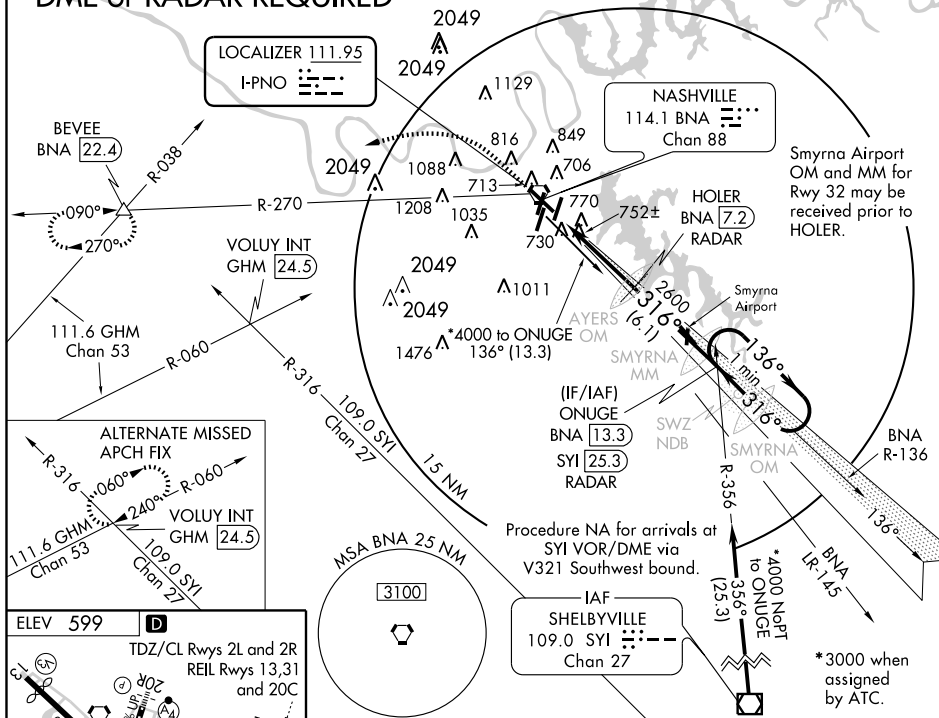 DME or RADAR REQUIRED
2049
2049
LOCALIZER 111.95
I-PNO
1129
NASHVILLE
114.1 BNA
Chan 88
BEVEE
BNA 22.4
R-038
816
849
1088
706
2049
713
Smyrna Airport
OM and MM for
Rwy 32 may be
received prior to
HOLER.
090°
270°
R-270
1208
1035
770
752±
730
HOLER
BNA 7.2
RADAR
VOLUY INT
GHM 24.5
2049
2049
1011
AYERS
OM
2600
316°
(6.1)
Smyrna
Airport
111.6 GHM
Chan 53
R-060
1476
*4000 to ONUGE
136° (13.3)
SMYRNA
MM
136°
1 min
316°
R-316
109.0 SYI
Chan 27
(IF/IAF)
ONUGE
BNA 13.3
SYI 25.3
RADAR
SWZ
NDB
SMYRNA
OM
BNA
R-136
136°
ALTERNATE MISSED
APCH FIX
R-316
060°
R-060
240°
VOLUY INT
GHM 24.5
111.6 GHM
Chan 53
109.0 SYI
Chan 27
15 NM
R-356
Procedure NA for arrivals at
SYI VOR/DME via
V321 Southwest bound.
BNA
LR-145
MSA BNA 25 NM
3100
*4000 NoPT
to ONUGE
356°
(25.3)
IAF
SHELBYVILLE
109.0 SYI
Chan 27
*3000 when
assigned
by ATC.
ELEV 599
D
TDZ/CL Rwys 2L and 2R
REIL Rwys 13,31
and 20C
13
20R
P